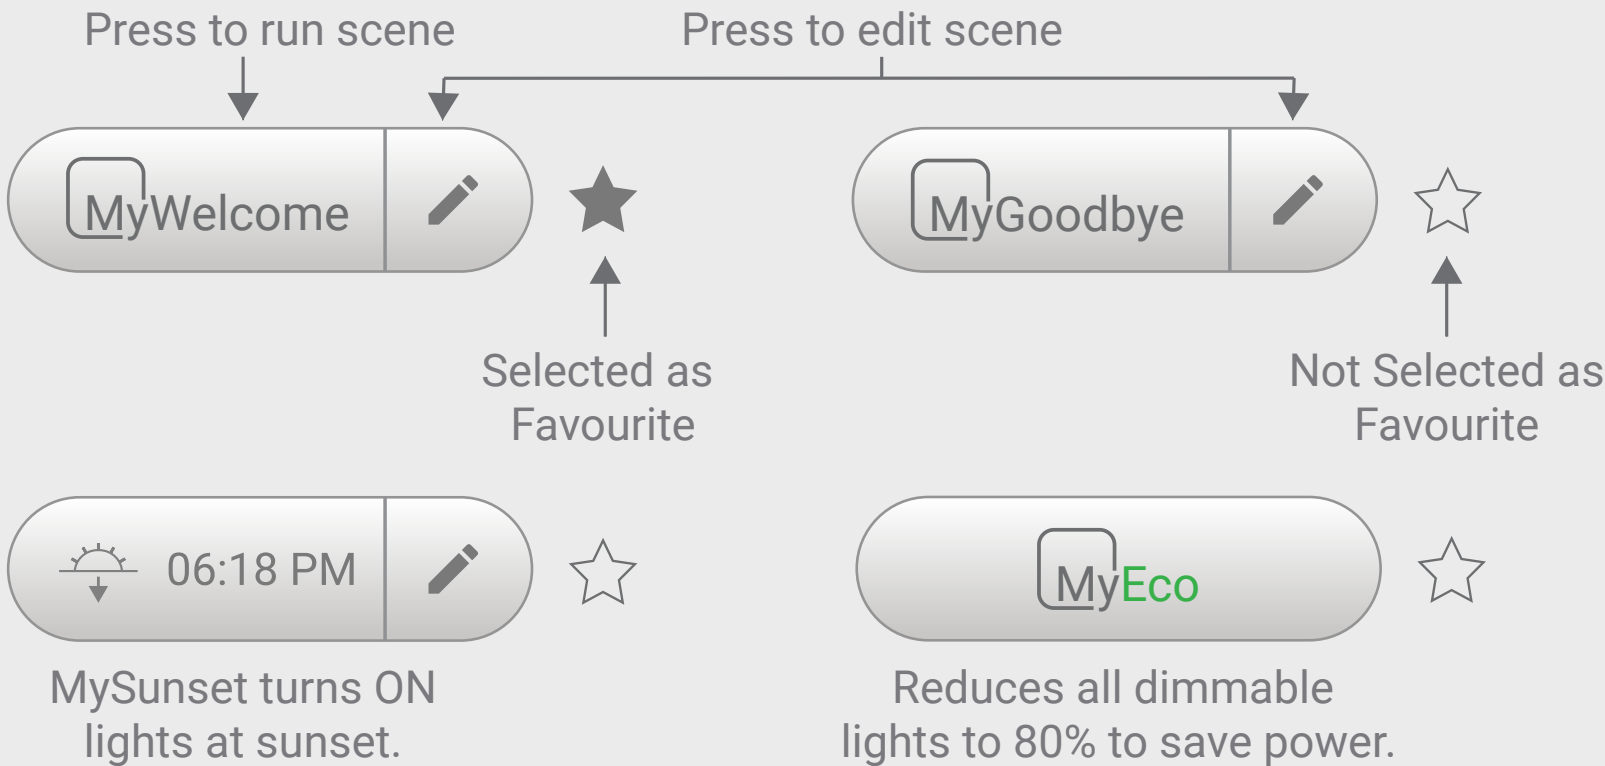 Press to run scene
Press to edit scene
MyWelcome
MyGoodbye
Selected as
Favourite
Not Selected as
Favourite
06:18 PM
MyEco
MySunset turns ON
lights at sunset.
Reduces all dimmable
lights to 80% to save power.